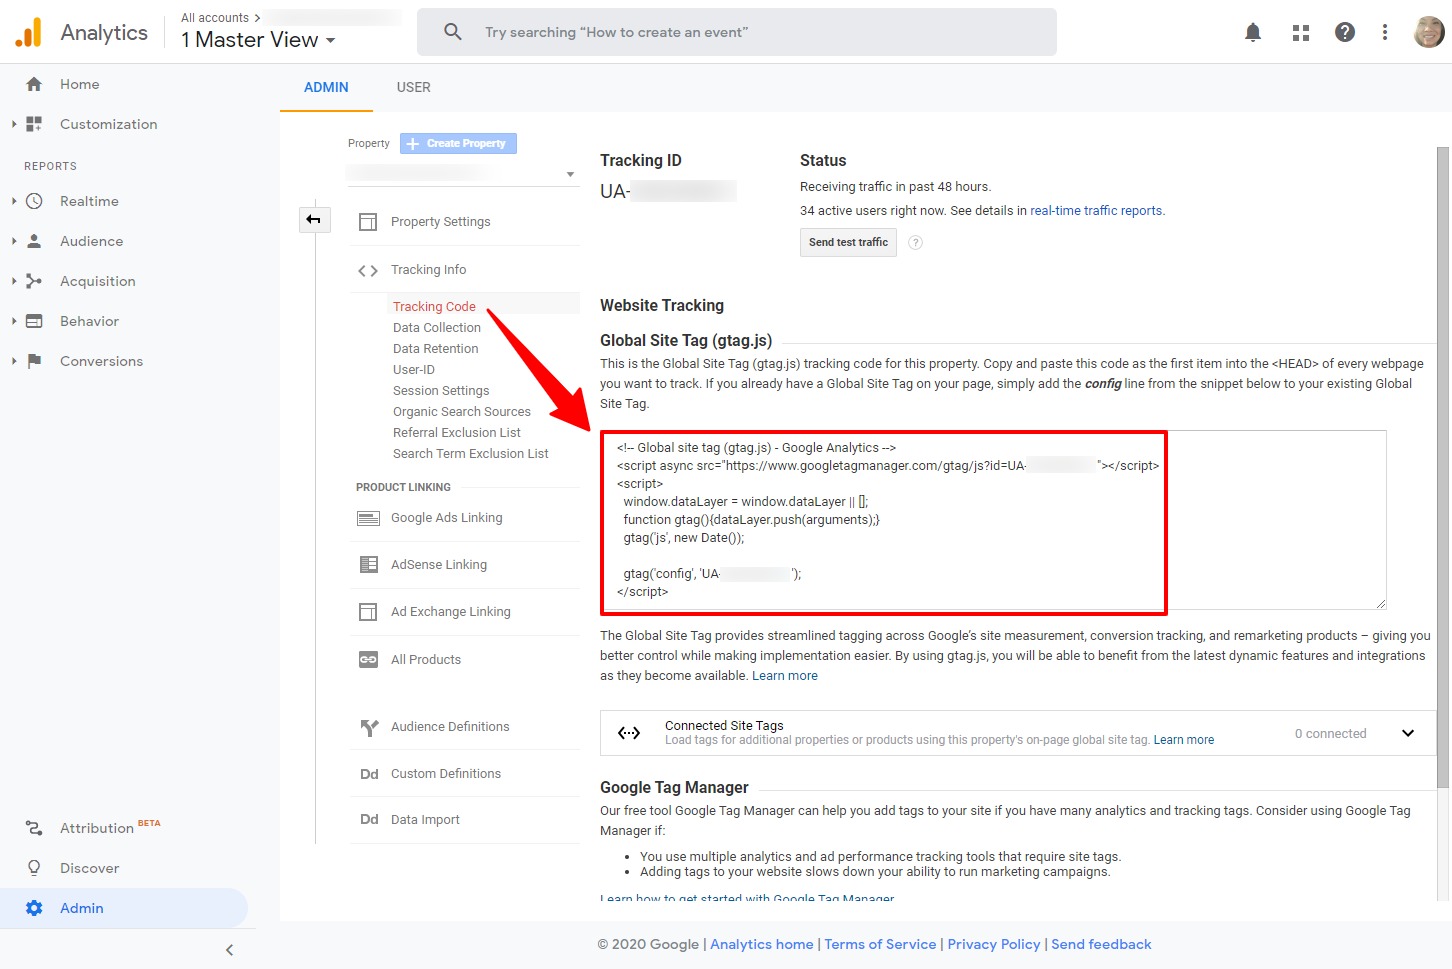 Analytics
All accounts >
1 Master View
Try searching “How to create an event”
Home
Customization
REPORTS
Realtime
Audience
Acquisition
Behavior
Conversions
Attribution BETA
Discover
Admin
ADMIN USER
Property + Create Property
Property Settings
Tracking Info
Tracking Code
Data Collection
Data Retention
User-ID
Session Settings
Organic Search Sources
Referral Exclusion List
Search Term Exclusion List
PRODUCT LINKING
Google Ads Linking
AdSense Linking
Ad Exchange Linking
All Products
Audience Definitions
Dd Custom Definitions
Dd Data Import
Tracking ID
UA-
Status
Receiving traffic in past 48 hours.
34 active users right now. See details in real-time traffic reports.
Send test traffic ?
Website Tracking
Global Site Tag (gtag.js)
This is the Global Site Tag (gtag.js) tracking code for this property. Copy and paste this code as the first item into the <HEAD> of every webpage
you want to track. If you already have a Global Site Tag on your page, simply add the config line from the snippet below to your existing Global
Site Tag.
<!-- Global site tag (gtag.js) - Google Analytics -->
<script async src="https://www.googletagmanager.com/gtag/js?id=UA- "></script>
<script>
window.dataLayer = window.dataLayer || [];
function gtag(){dataLayer.push(arguments);}
gtag('js', new Date());
gtag('config', 'UA- ');
</script>
The Global Site Tag provides streamlined tagging across Google’s site measurement, conversion tracking, and remarketing products – giving you
better control while making implementation easier. By using gtag.js, you will be able to benefit from the latest dynamic features and integrations
as they become available. Learn more
Connected Site Tags
Load tags for additional properties or products using this property's on-page global site tag. Learn more
0 connected
Google Tag Manager
Our free tool Google Tag Manager can help you add tags to your site if you have many analytics and tracking tags. Consider using Google Tag
Manager if:
• You use multiple analytics and ad performance tracking tools that require site tags.
• Adding tags to your website slows down your ability to run marketing campaigns.
Learn how to get started with Google Tag Manager
© 2020 Google | Analytics home | Terms of Service | Privacy Policy | Send feedback